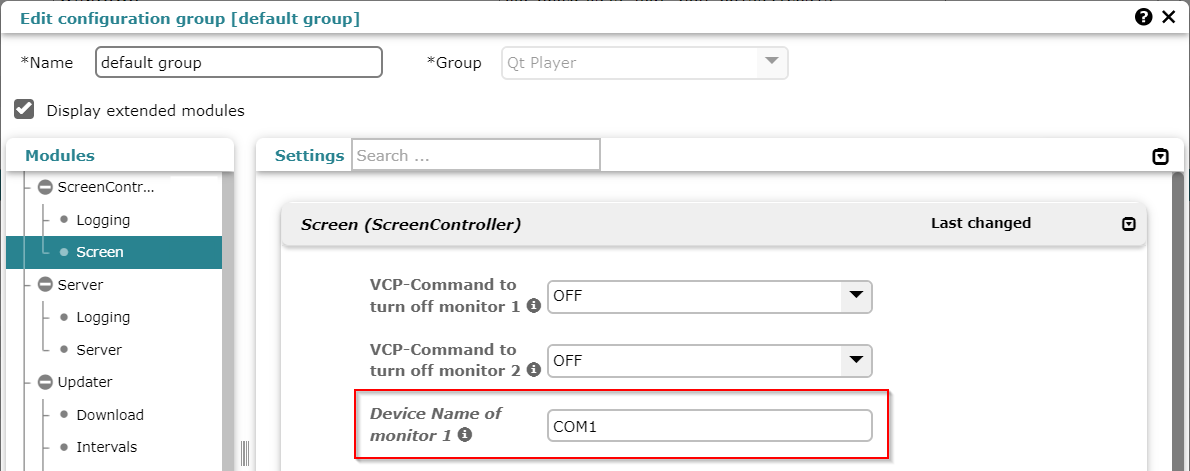 Edit configuration group [default group]
*Name default group *Group Qt Player
Display extended modules
Modules
ScreenContr...
Logging
Screen
Server
Logging
Server
Updater
Download
Intervals
Settings Search ...
Screen (ScreenController) Last changed
VCP-Command to
turn off monitor 1 OFF
VCP-Command to
turn off monitor 2 OFF
Device Name of
monitor 1 COM1